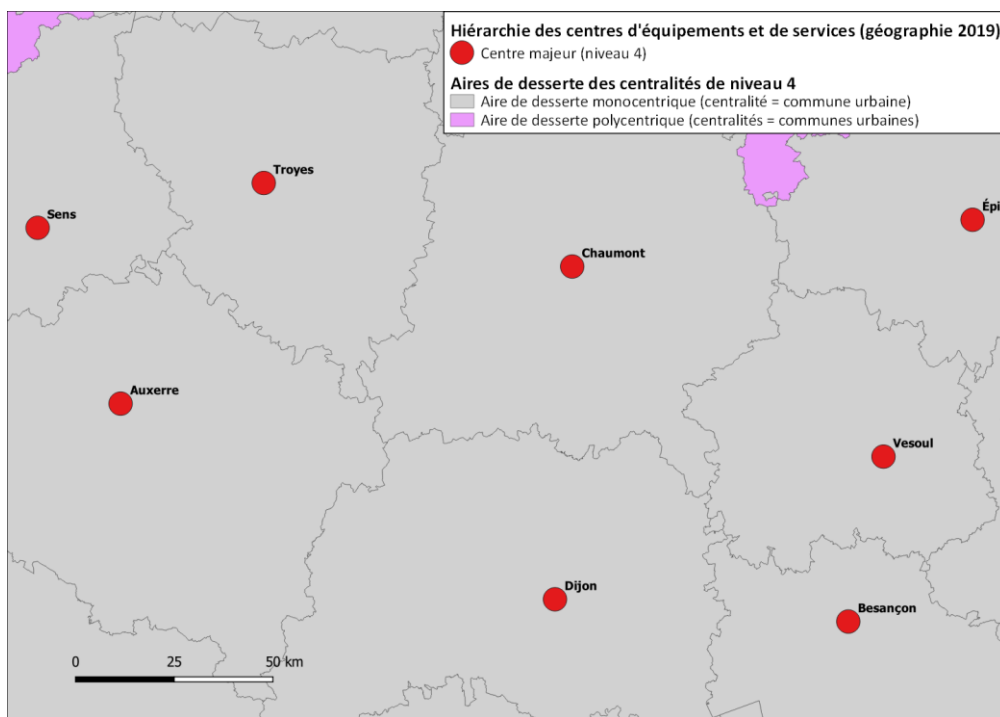 Hiérarchie des centres d'équipements et de services (géographie 2019)
Centre majeur (niveau 4)
Aires de desserte des centralités de niveau 4
Aire de desserte monocentrique (centralité = commune urbaine)
Aire de desserte polycentrique (centralités = communes urbaines)
Troyes
Sens
Épi
Chaumont
Auxerre
Vesoul
Dijon
Besançon
0 25 50 km